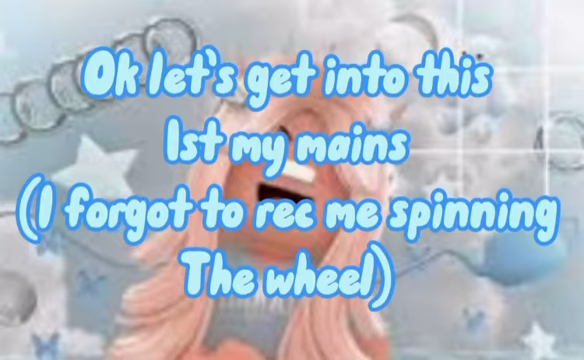 Ok let's get into this
1st my mains
(I forgot to rec me spinning
The wheel)